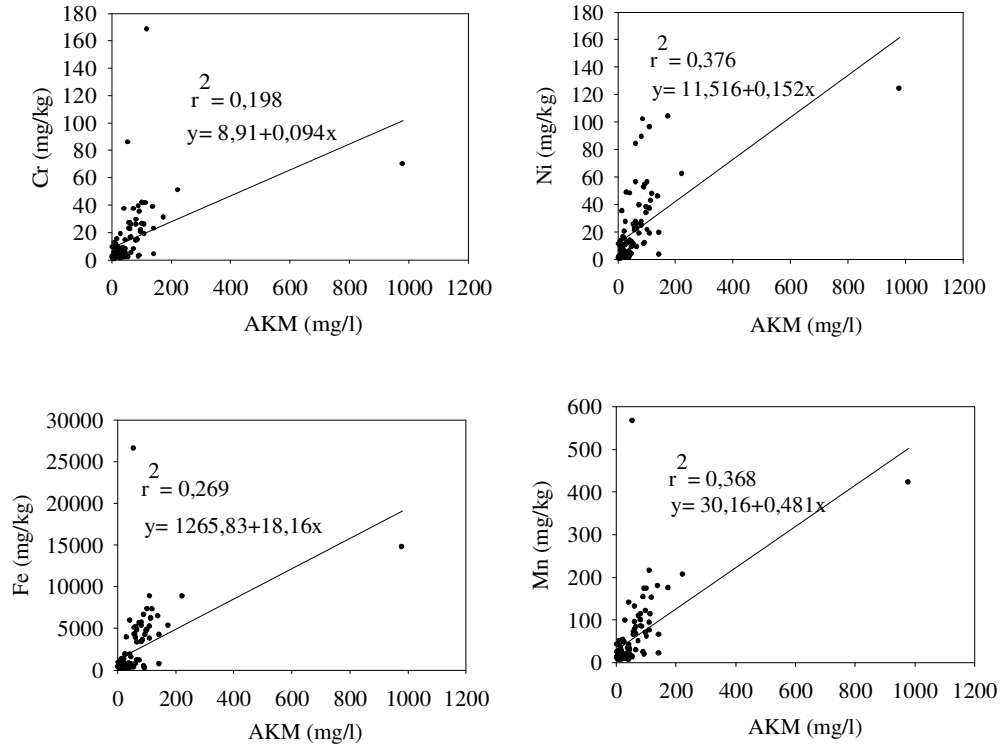 180
160
140
120
100
80
60
40
20
0
Cr (mg/kg)
r2 = 0,198
y= 8,91+0,094x
0 200 400 600 800 1000 1200
AKM (mg/l)
180
160
140
120
100
80
60
40
20
0
Ni (mg/kg)
r2 = 0,376
y= 11,516+0,152x
0 200 400 600 800 1000 1200
AKM (mg/l)
30000
25000
20000
15000
10000
5000
0
Fe (mg/kg)
r2 = 0,269
y= 1265,83+18,16x
0 200 400 600 800 1000 1200
AKM (mg/l)
600
500
400
300
200
100
0
Mn (mg/kg)
r2 = 0,368
y= 30,16+0,481x
0 200 400 600 800 1000 1200
AKM (mg/l)